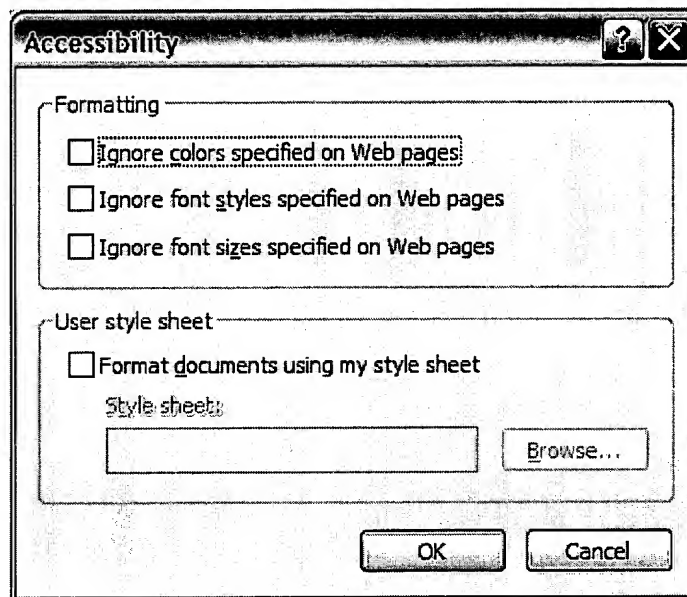 Accessibility
Formatting
Ignore colors specified on Web pages
Ignore font styles specified on Web pages
Ignore font sizes specified on Web pages
User style sheet
Format documents using my style sheet
Style sheet:
Browse...
OK Cancel